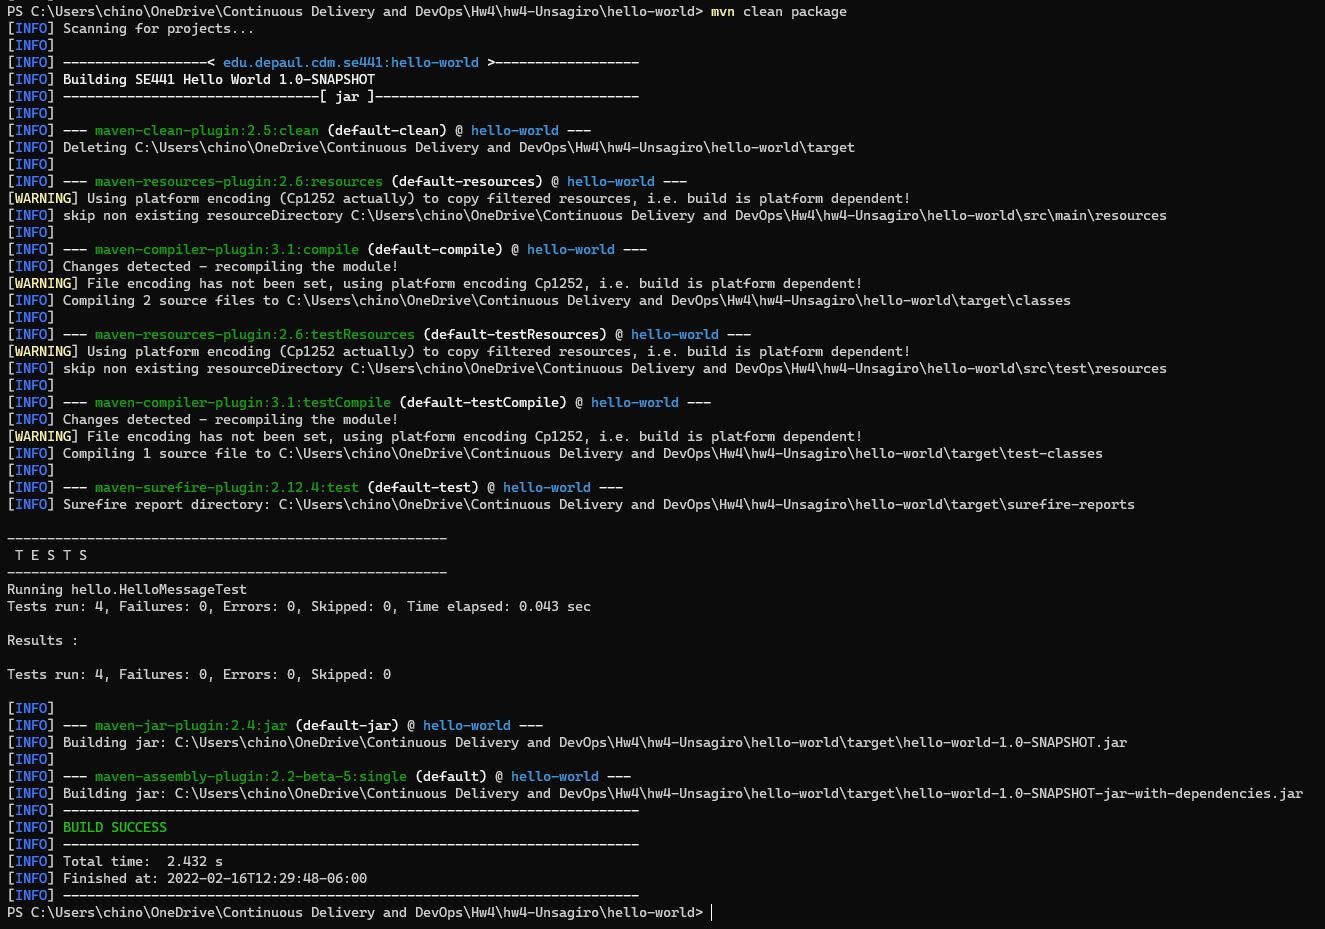 PS C:\Users\chino\OneDrive\Continuous Delivery and DevOps\Hw4\hw4-Unsagiro\hello-world> mvn clean package
[INFO] Scanning for projects...
[INFO]
[INFO] ------------------< edu.depaul.cdm.se441:hello-world >------------------
[INFO] Building SE441 Hello World 1.0-SNAPSHOT
[INFO] --------------------------------[ jar ]---------------------------------
[INFO]
[INFO] --- maven-clean-plugin:2.5:clean (default-clean) @ hello-world ---
[INFO] Deleting C:\Users\chino\OneDrive\Continuous Delivery and DevOps\Hw4\hw4-Unsagiro\hello-world\target
[INFO]
[INFO] --- maven-resources-plugin:2.6:resources (default-resources) @ hello-world ---
[WARNING] Using platform encoding (Cp1252 actually) to copy filtered resources, i.e. build is platform dependent!
[INFO] skip non existing resourceDirectory C:\Users\chino\OneDrive\Continuous Delivery and DevOps\Hw4\hw4-Unsagiro\hello-world\src\main\resources
[INFO]
[INFO] --- maven-compiler-plugin:3.1:compile (default-compile) @ hello-world ---
[INFO] Changes detected - recompiling the module!
[WARNING] File encoding has not been set, using platform encoding Cp1252, i.e. build is platform dependent!
[INFO] Compiling 2 source files to C:\Users\chino\OneDrive\Continuous Delivery and DevOps\Hw4\hw4-Unsagiro\hello-world\target\classes
[INFO]
[INFO] --- maven-resources-plugin:2.6:testResources (default-testResources) @ hello-world ---
[WARNING] Using platform encoding (Cp1252 actually) to copy filtered resources, i.e. build is platform dependent!
[INFO] skip non existing resourceDirectory C:\Users\chino\OneDrive\Continuous Delivery and DevOps\Hw4\hw4-Unsagiro\hello-world\src\test\resources
[INFO]
[INFO] --- maven-compiler-plugin:3.1:testCompile (default-testCompile) @ hello-world ---
[INFO] Changes detected - recompiling the module!
[WARNING] File encoding has not been set, using platform encoding Cp1252, i.e. build is platform dependent!
[INFO] Compiling 1 source file to C:\Users\chino\OneDrive\Continuous Delivery and DevOps\Hw4\hw4-Unsagiro\hello-world\target\test-classes
[INFO]
[INFO] --- maven-surefire-plugin:2.12.4:test (default-test) @ hello-world ---
[INFO] Surefire report directory: C:\Users\chino\OneDrive\Continuous Delivery and DevOps\Hw4\hw4-Unsagiro\hello-world\target\surefire-reports
-------------------------------------------------------
T E S T S
-------------------------------------------------------
Running hello.HelloMessageTest
Tests run: 4, Failures: 0, Errors: 0, Skipped: 0, Time elapsed: 0.043 sec
Results :
Tests run: 4, Failures: 0, Errors: 0, Skipped: 0
[INFO]
[INFO] --- maven-jar-plugin:2.4:jar (default-jar) @ hello-world ---
[INFO] Building jar: C:\Users\chino\OneDrive\Continuous Delivery and DevOps\Hw4\hw4-Unsagiro\hello-world\target\hello-world-1.0-SNAPSHOT.jar
[INFO]
[INFO] --- maven-assembly-plugin:2.2-beta-5:single (default) @ hello-world ---
[INFO] Building jar: C:\Users\chino\OneDrive\Continuous Delivery and DevOps\Hw4\hw4-Unsagiro\hello-world\target\hello-world-1.0-SNAPSHOT-jar-with-dependencies.jar
[INFO] ------------------------------------------------------------------------
[INFO] BUILD SUCCESS
[INFO] ------------------------------------------------------------------------
[INFO] Total time:  2.432 s
[INFO] Finished at: 2022-02-16T12:29:48-06:00
[INFO] ------------------------------------------------------------------------
PS C:\Users\chino\OneDrive\Continuous Delivery and DevOps\Hw4\hw4-Unsagiro\hello-world>